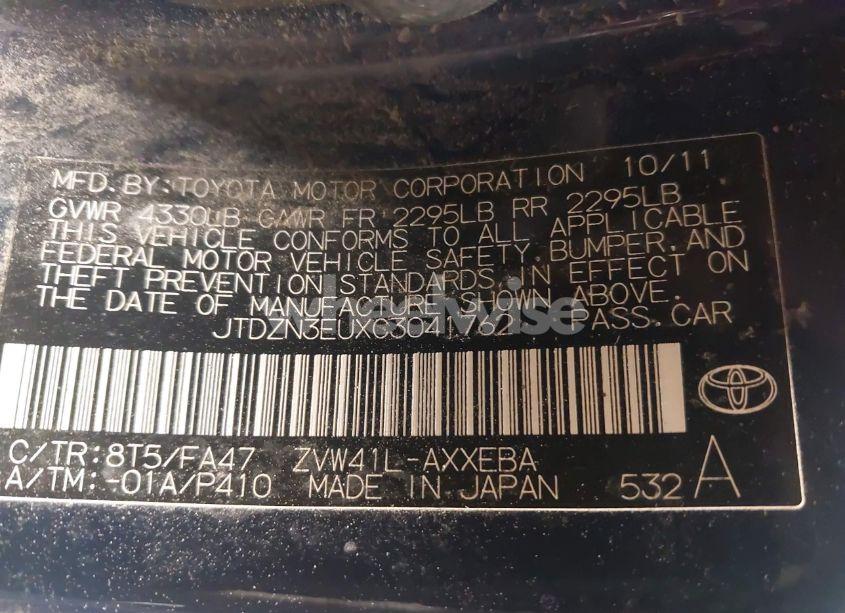 MFD. BY: TOYOTA MOTOR CORPORATION 10/11
GVWR 4330LB GAWR FR 2295LB RR 2295LB
THIS VEHICLE CONFORMS TO ALL APPLICABLE
FEDERAL MOTOR VEHICLE SAFETY, BUMPER, AND
THEFT PREVENTION STANDARDS IN EFFECT ON
THE DATE OF MANUFACTURE SHOWN ABOVE.
JTDZN3EUXC3041762 PASS. CAR
C/TR: 8T5/FA47 ZVW41L-AXXEBA
A/TM: -01A/P410 MADE IN JAPAN 532 A